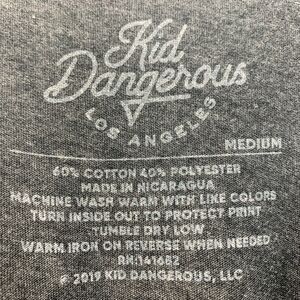 Kid
Dangerous
LOS ANGELES
MEDIUM
60% COTTON 40% POLYESTER
MADE IN NICARAGUA
MACHINE WASH WARM WITH LIKE COLORS
TURN INSIDE OUT TO PROTECT PRINT
TUMBLE DRY LOW
WARM IRON ON REVERSE WHEN NEEDED
RN:141682
© 2019 KID DANGEROUS, LLC